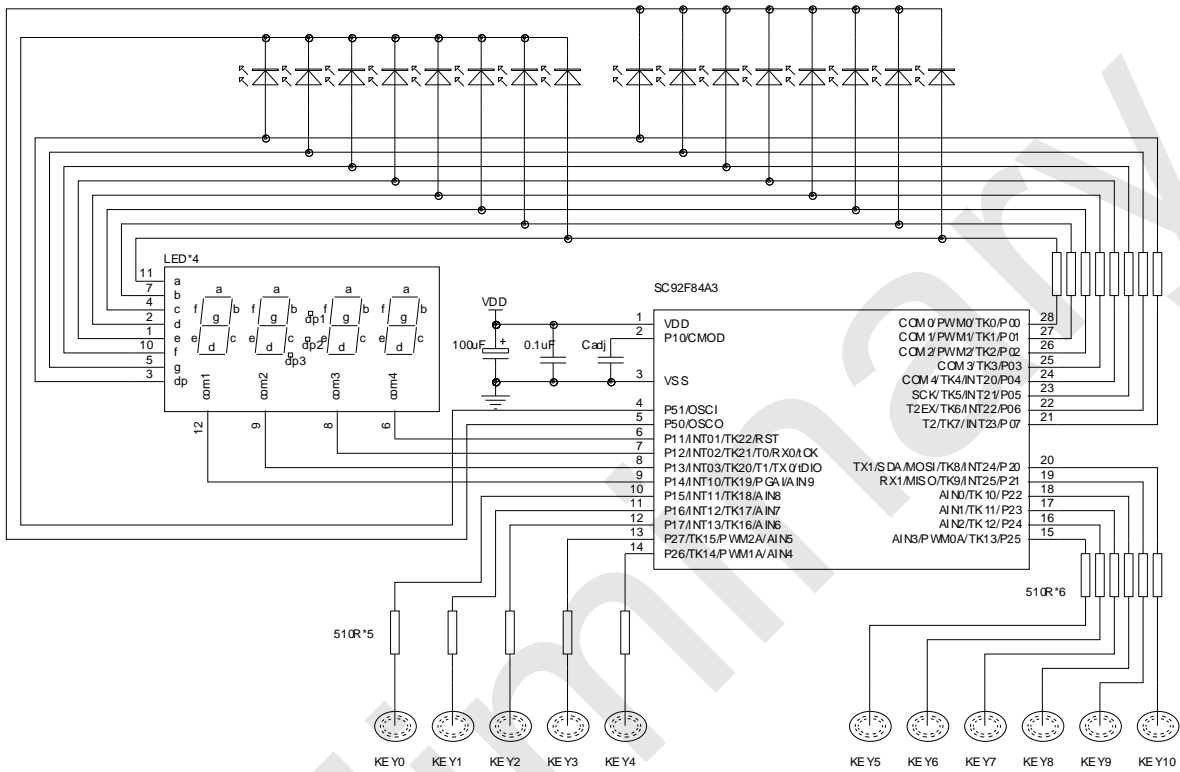 LED*4
11 a
7 b
4 c
2 d
1 e
10 f
5 g
3 dp
a a a a
f b f b f b f b
g g g g
e c e c e c e c
d d d d
dp1
dp2
dp3
com1 com2 com3 com4
12 9 8 6
VDD
100uF
+
0.1uF
Cadj
SC92F84A3
1 VDD
2 P10/CMOD
3 VSS
4 P51/OSCI
5 P50/OSCO
6 P11/INT01/TK22/RST
7 P12/INT02/TK21/T0/RX0/tCK
8 P13/INT03/TK20/T1/TX0/tDIO
9 P14/INT10/TK19/PGAI/AIN9
10 P15/INT11/TK18/AIN8
11 P16/INT12/TK17/AIN7
12 P17/INT13/TK16/AIN6
13 P27/TK15/PWM2A/AIN5
14 P26/TK14/PWM1A/AIN4
COM0/PWM0/TK0/P00 28
COM1/PWM1/TK1/P01 27
COM2/PWM2/TK2/P02 26
COM3/TK3/P03 25
COM4/TK4/INT20/P04 24
SCK/TK5/INT21/P05 23
T2EX/TK6/INT22/P06 22
T2/TK7/INT23/P07 21
TX1/SDA/MOSI/TK8/INT24/P20 20
RX1/MISO/TK9/INT25/P21 19
AIN0/TK10/P22 18
AIN1/TK11/P23 17
AIN2/TK12/P24 16
AIN3/PWM0A/TK13/P25 15
510R*5
510R*6
KEY0 KEY1 KEY2 KEY3 KEY4 KEY5 KEY6 KEY7 KEY8 KEY9 KEY10